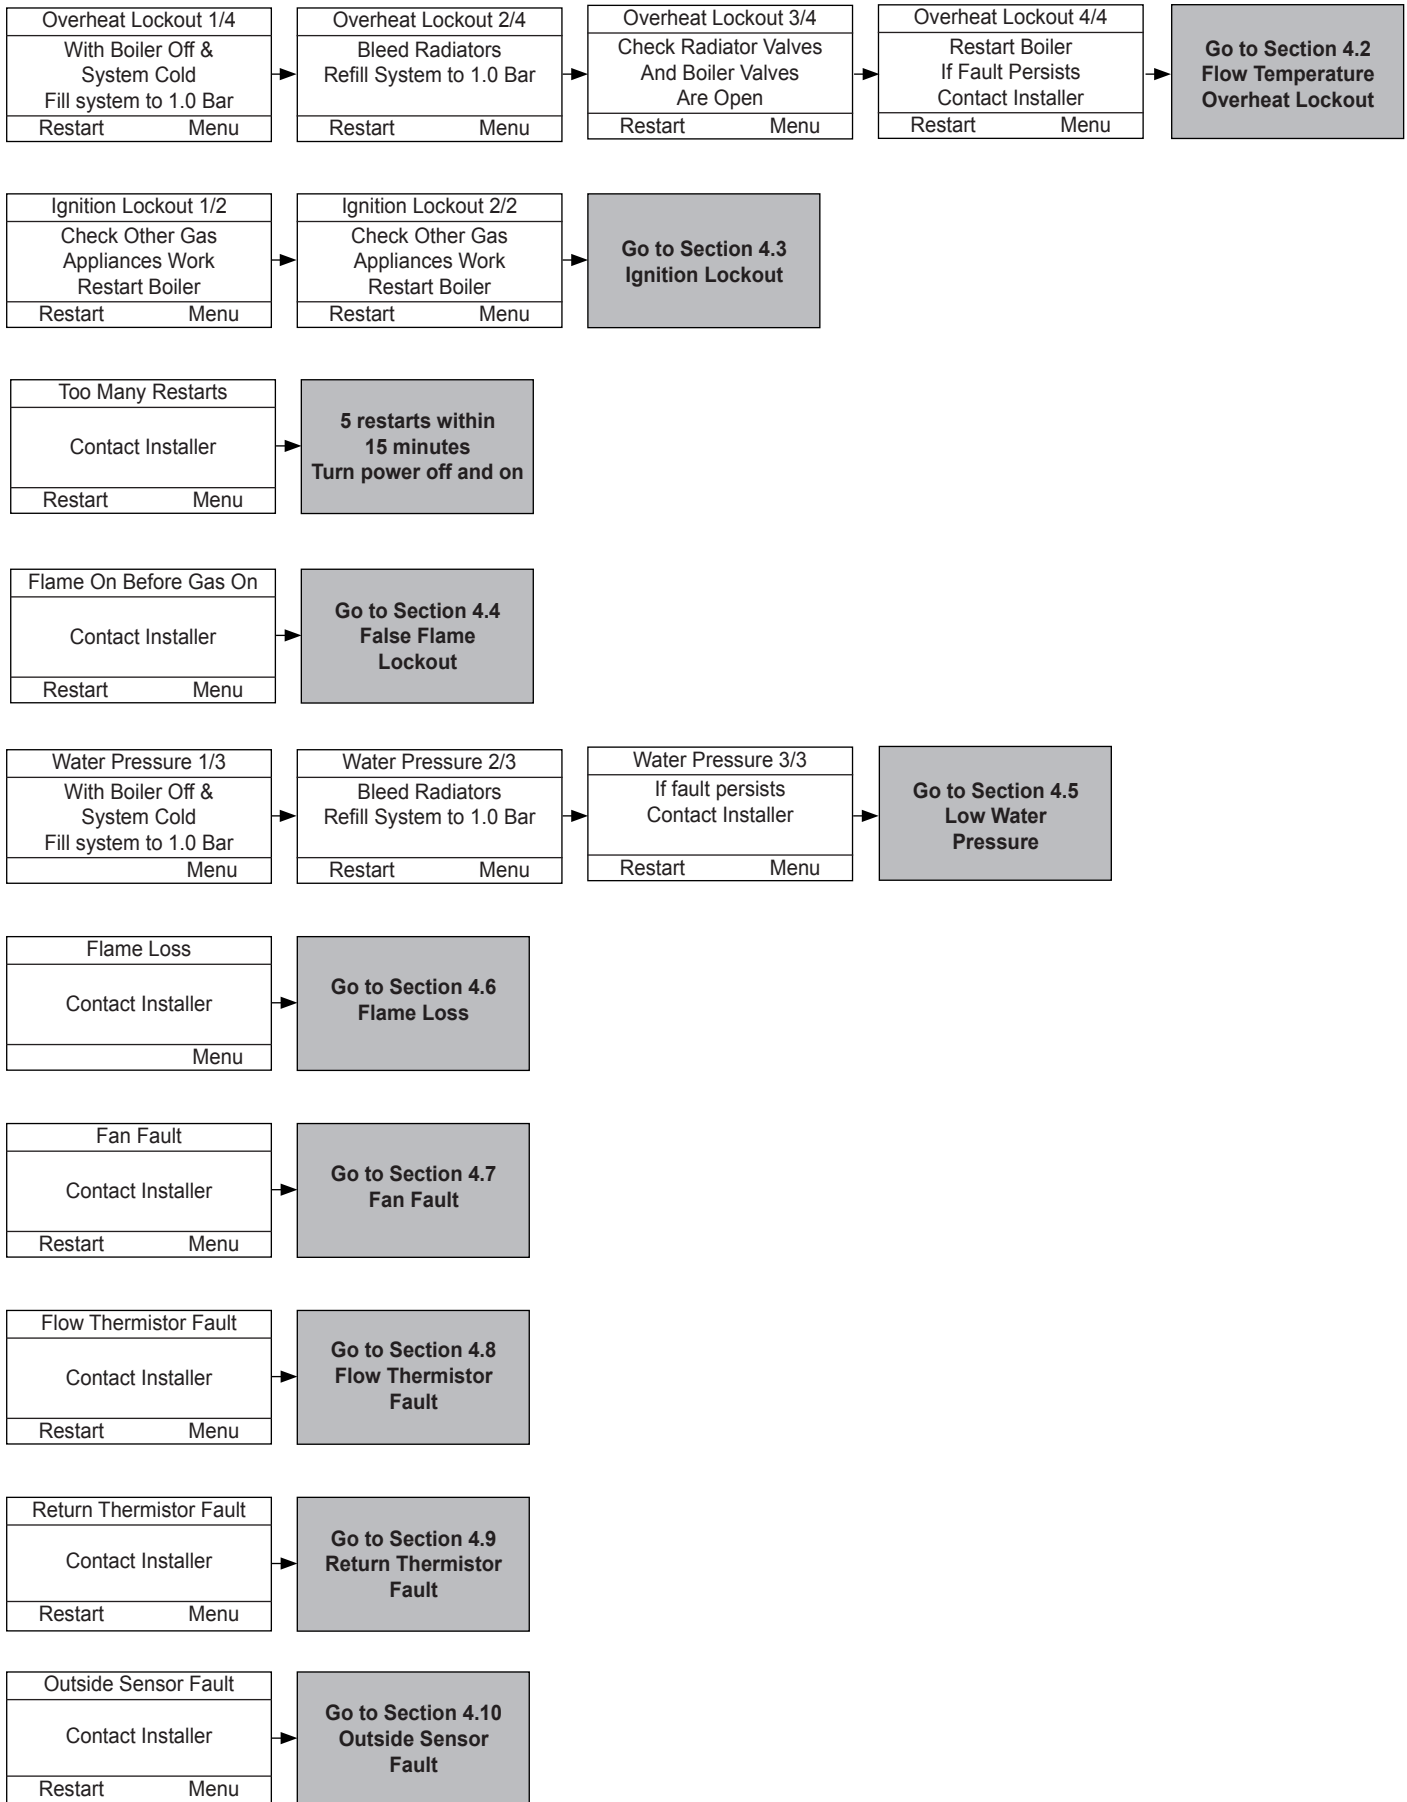 Overheat Lockout 1/4
With Boiler Off &
System Cold
Fill system to 1.0 Bar
Restart Menu
Overheat Lockout 2/4
Bleed Radiators
Refill System to 1.0 Bar
Restart Menu
Overheat Lockout 3/4
Check Radiator Valves
And Boiler Valves
Are Open
Restart Menu
Overheat Lockout 4/4
Restart Boiler
If Fault Persists
Contact Installer
Restart Menu
Go to Section 4.2
Flow Temperature
Overheat Lockout
Ignition Lockout 1/2
Check Other Gas
Appliances Work
Restart Boiler
Restart Menu
Ignition Lockout 2/2
Check Other Gas
Appliances Work
Restart Boiler
Restart Menu
Go to Section 4.3
Ignition Lockout
Too Many Restarts
Contact Installer
Restart Menu
5 restarts within
15 minutes
Turn power off and on
Flame On Before Gas On
Contact Installer
Restart Menu
Go to Section 4.4
False Flame
Lockout
Water Pressure 1/3
With Boiler Off &
System Cold
Fill system to 1.0 Bar
Menu
Water Pressure 2/3
Bleed Radiators
Refill System to 1.0 Bar
Restart Menu
Water Pressure 3/3
If fault persists
Contact Installer
Restart Menu
Go to Section 4.5
Low Water
Pressure
Flame Loss
Contact Installer
Menu
Go to Section 4.6
Flame Loss
Fan Fault
Contact Installer
Restart Menu
Go to Section 4.7
Fan Fault
Flow Thermistor Fault
Contact Installer
Restart Menu
Go to Section 4.8
Flow Thermistor
Fault
Return Thermistor Fault
Contact Installer
Restart Menu
Go to Section 4.9
Return Thermistor
Fault
Outside Sensor Fault
Contact Installer
Restart Menu
Go to Section 4.10
Outside Sensor
Fault